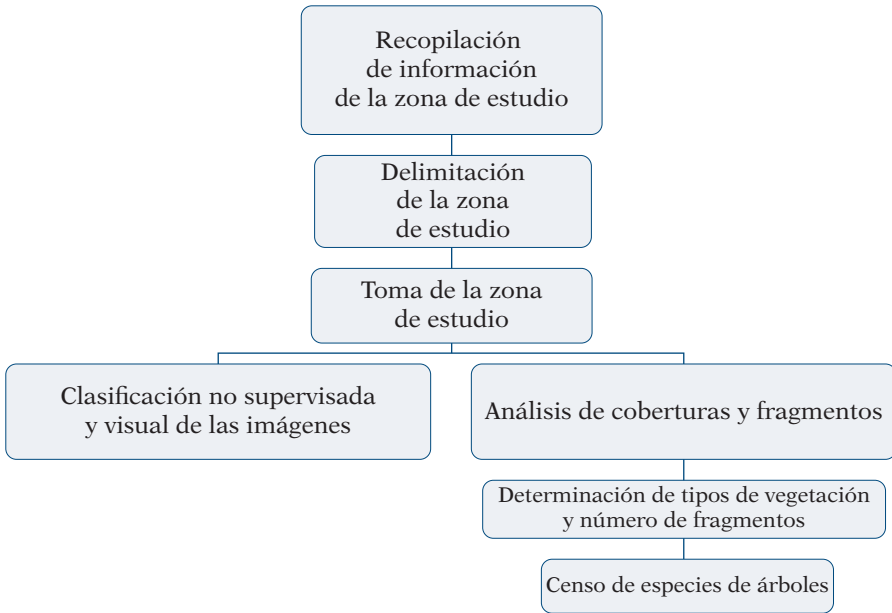 Recopilación
de información
de la zona de estudio
Delimitación
de la zona
de estudio
Toma de la zona
de estudio
Clasificación no supervisada
y visual de las imágenes
Análisis de coberturas y fragmentos
Determinación de tipos de vegetación
y número de fragmentos
Censo de especies de árboles